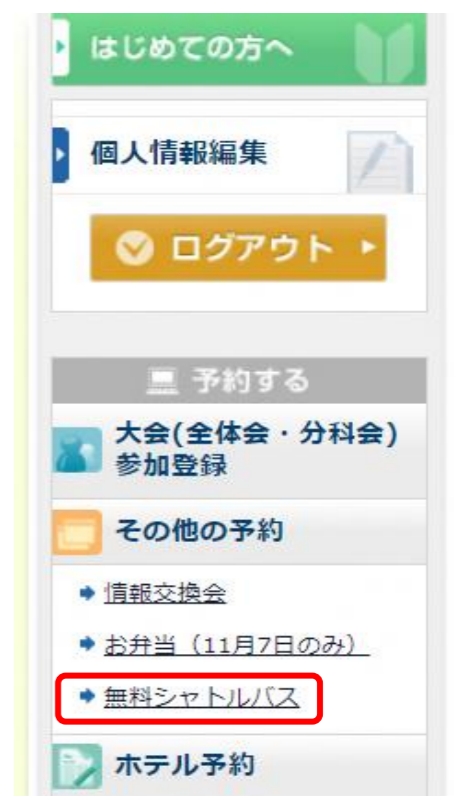 はじめての方へ
個人情報編集
ログアウト
予約する
大会(全体会・分科会)
参加登録
その他の予約
情報交換会
お弁当（11月7日のみ）
無料シャトルバス
ホテル予約